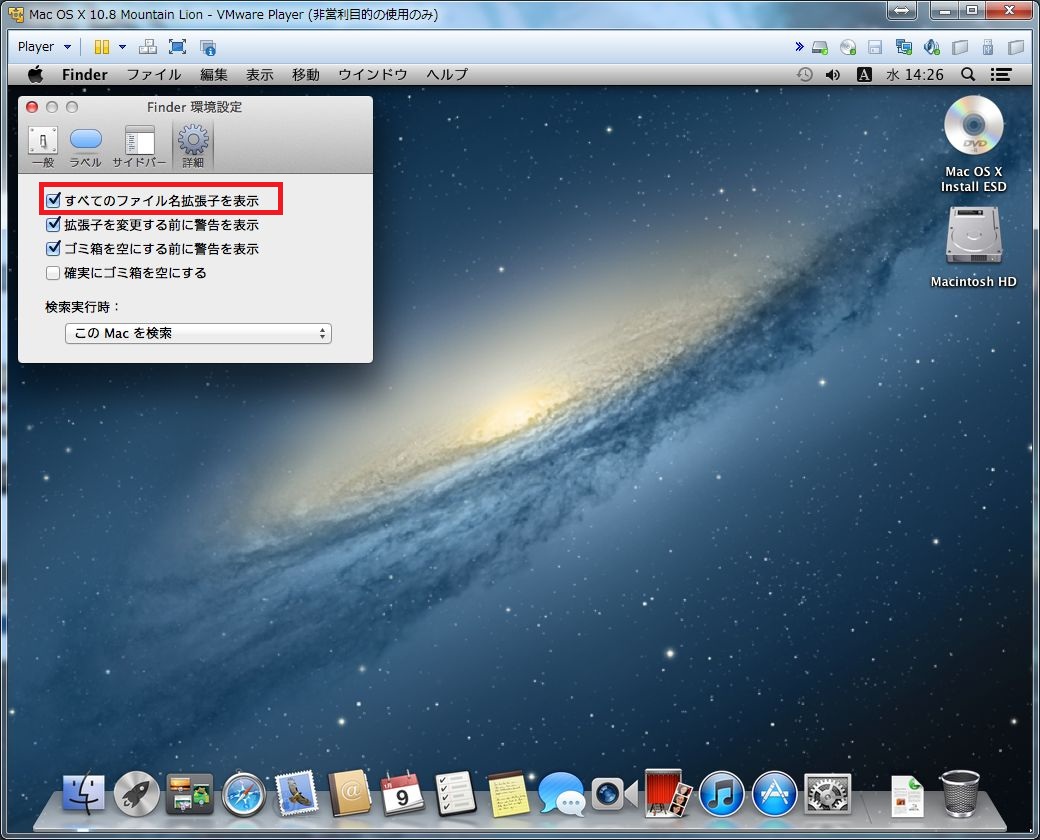 Mac OS X 10.8 Mountain Lion - VMware Player (非営利目的の使用のみ)
Player
Finder ファイル 編集 表示 移動 ウインドウ ヘルプ
A 水 14:26
Finder 環境設定
一般 ラベル サイドバー 詳細
すべてのファイル名拡張子を表示
拡張子を変更する前に警告を表示
ゴミ箱を空にする前に警告を表示
確実にゴミ箱を空にする
検索実行時：
この Mac を検索
DVD
Mac OS X
Install ESD
Macintosh HD
9